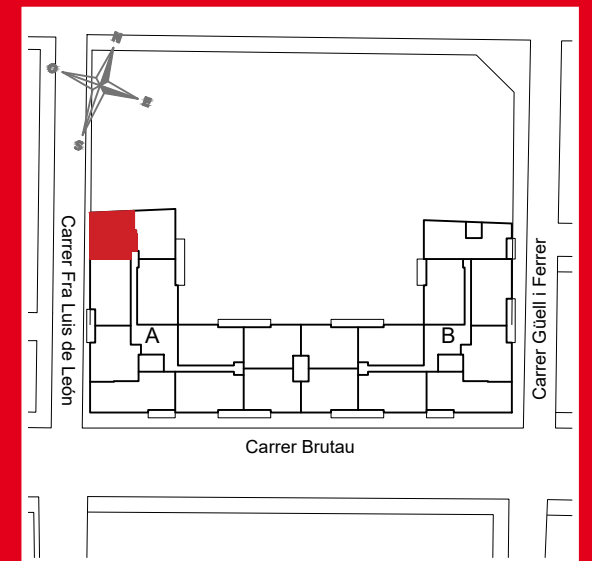 N
O
E
S
Carrer Fra Luis de León
A
B
Carrer Güell i Ferrer
Carrer Brutau